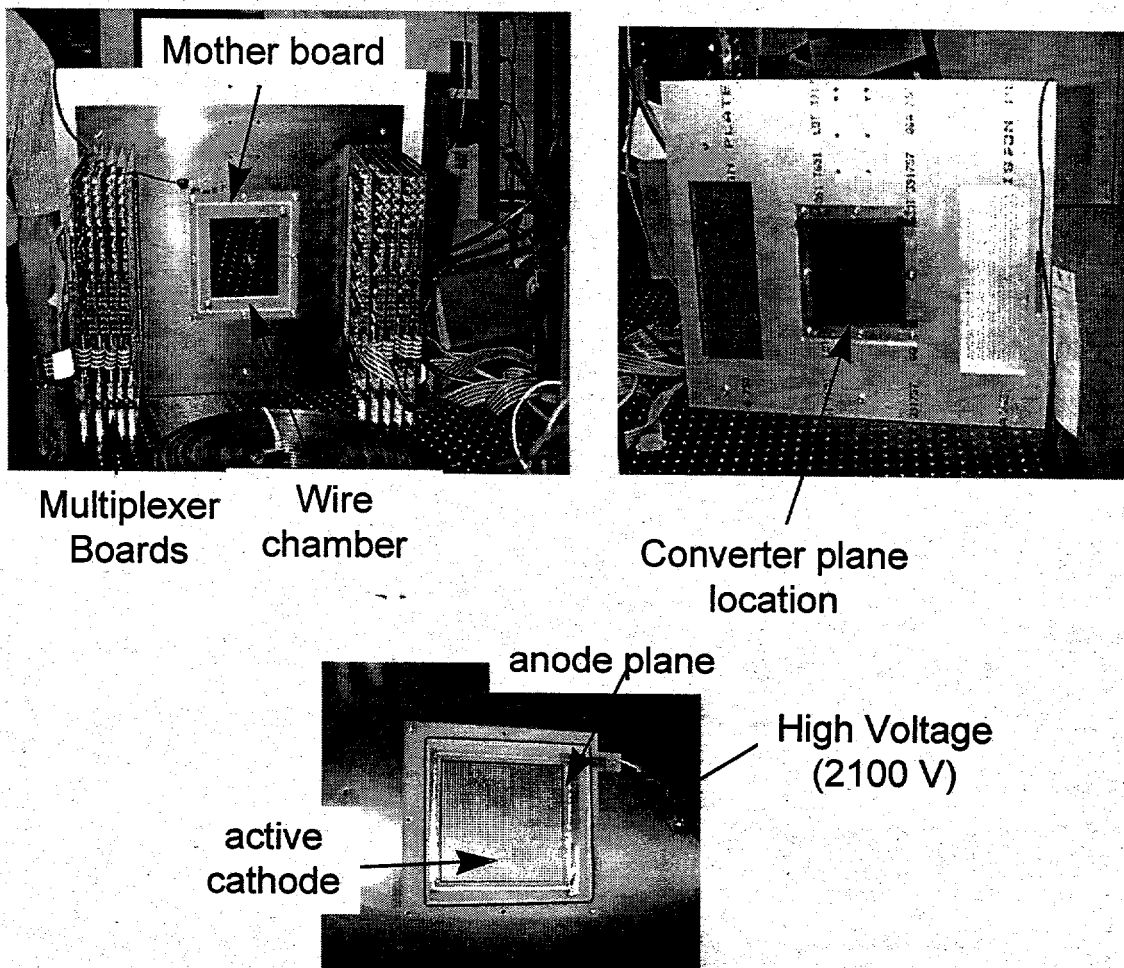 Mother board
Multiplexer
Boards
Wire
chamber
Converter plane
location
anode plane
High Voltage
(2100 V)
active
cathode